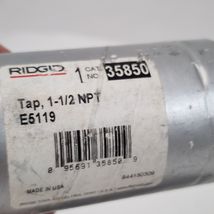 RIDGID 1 CAT. NO. 35850
Tap, 1-1/2 NPT
E5119
0 95691 35850 9
MADE IN USA